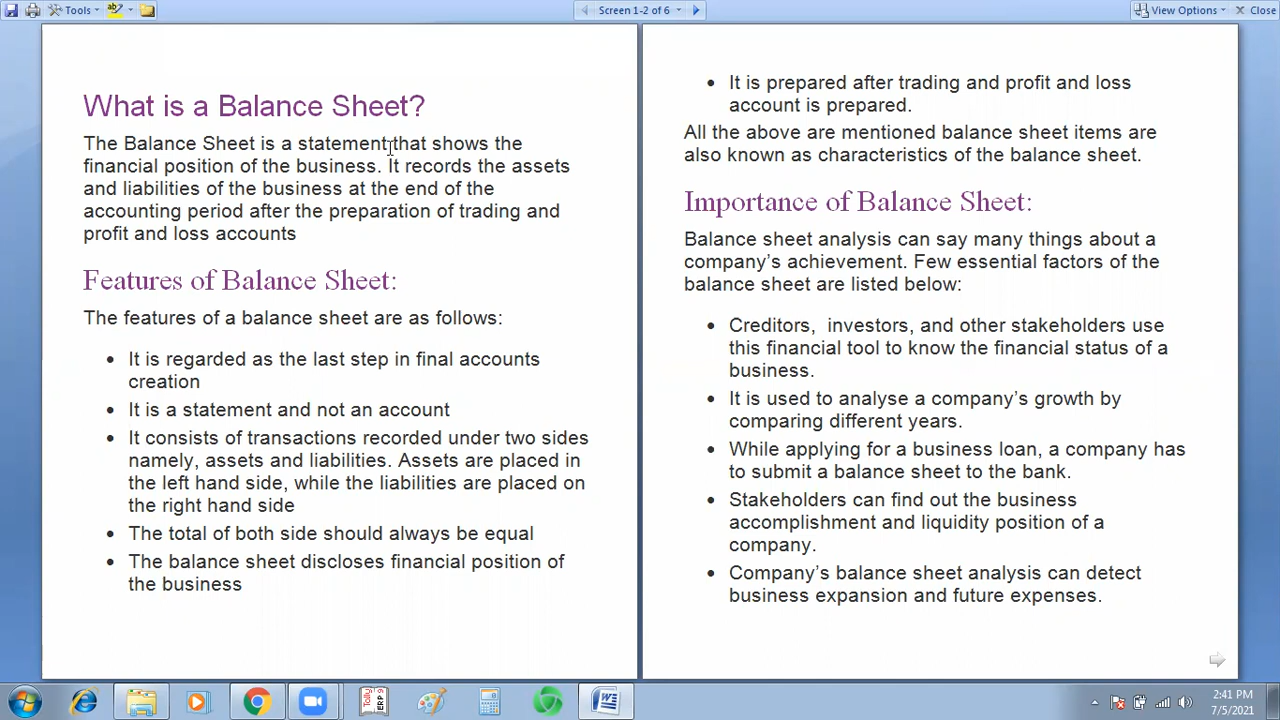 Tools
Screen 1-2 of 6
View Options
Close
What is a Balance Sheet?
The Balance Sheet is a statement that shows the
financial position of the business. It records the assets
and liabilities of the business at the end of the
accounting period after the preparation of trading and
profit and loss accounts
Features of Balance Sheet:
The features of a balance sheet are as follows:
• It is regarded as the last step in final accounts
creation
• It is a statement and not an account
• It consists of transactions recorded under two sides
namely, assets and liabilities. Assets are placed in
the left hand side, while the liabilities are placed on
the right hand side
• The total of both side should always be equal
• The balance sheet discloses financial position of
the business
• It is prepared after trading and profit and loss
account is prepared.
All the above are mentioned balance sheet items are
also known as characteristics of the balance sheet.
Importance of Balance Sheet:
Balance sheet analysis can say many things about a
company’s achievement. Few essential factors of the
balance sheet are listed below:
• Creditors,  investors, and other stakeholders use
this financial tool to know the financial status of a
business.
• It is used to analyse a company’s growth by
comparing different years.
• While applying for a business loan, a company has
to submit a balance sheet to the bank.
• Stakeholders can find out the business
accomplishment and liquidity position of a
company.
• Company’s balance sheet analysis can detect
business expansion and future expenses.
Tally
ERP 9
2:41 PM
7/5/2021